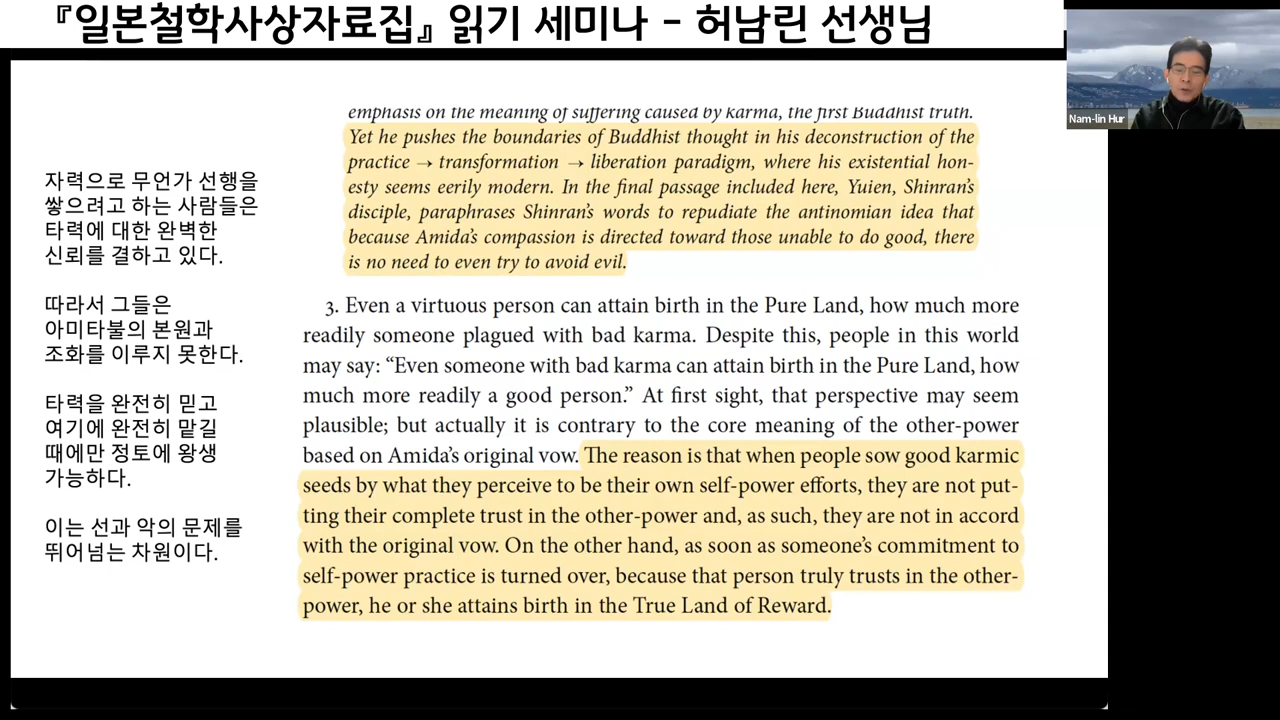 『일본철학사상자료집』 읽기 세미나 - 허남린 선생님
Nam-lin Hur
자력으로 무언가 선행을
쌓으려고 하는 사람들은
타력에 대한 완벽한
신뢰를 결하고 있다.
따라서 그들은
아미타불의 본원과
조화를 이루지 못한다.
타력을 완전히 믿고
여기에 완전히 맡길
때에만 정토에 왕생
가능하다.
이는 선과 악의 문제를
뛰어넘는 차원이다.
emphasis on the meaning of suffering caused by karma, the first Buddhist truth.
Yet he pushes the boundaries of Buddhist thought in his deconstruction of the
practice → transformation → liberation paradigm, where his existential hon-
esty seems eerily modern. In the final passage included here, Yuien, Shinran's
disciple, paraphrases Shinran's words to repudiate the antinomian idea that
because Amida's compassion is directed toward those unable to do good, there
is no need to even try to avoid evil.
3. Even a virtuous person can attain birth in the Pure Land, how much more
readily someone plagued with bad karma. Despite this, people in this world
may say: “Even someone with bad karma can attain birth in the Pure Land, how
much more readily a good person.” At first sight, that perspective may seem
plausible; but actually it is contrary to the core meaning of the other-power
based on Amida's original vow. The reason is that when people sow good karmic
seeds by what they perceive to be their own self-power efforts, they are not put-
ting their complete trust in the other-power and, as such, they are not in accord
with the original vow. On the other hand, as soon as someone's commitment to
self-power practice is turned over, because that person truly trusts in the other-
power, he or she attains birth in the True Land of Reward.